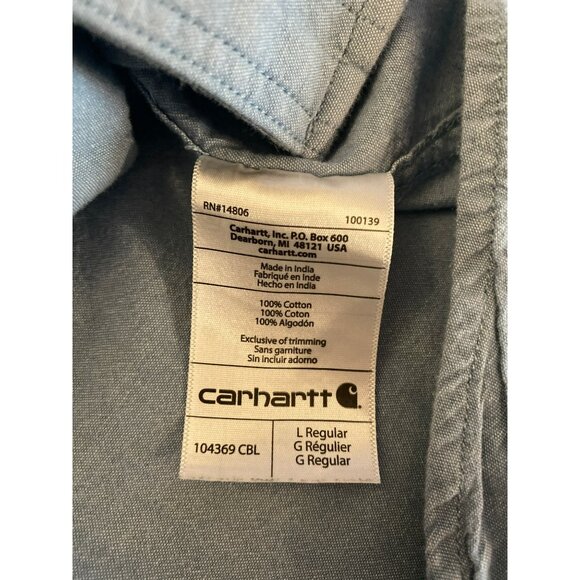 RN#14806 100139
Carhartt, Inc. P.O. Box 600
Dearborn, MI 48121 USA
carhartt.com
Made in India
Fabriqué en Inde
Hecho en India
100% Cotton
100% Coton
100% Algodón
Exclusive of trimming
Sans garniture
Sin incluir adorno
carhartt
104369 CBL
L Regular
G Régulier
G Regular